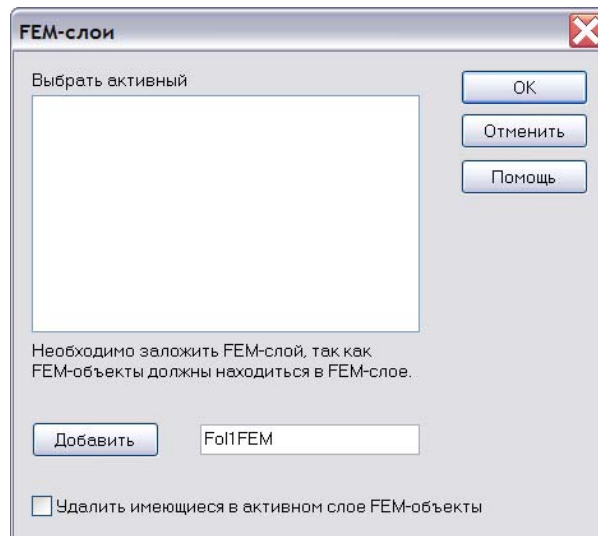 FEM-слои
Выбрать активный
OK
Отменить
Помощь
Необходимо заложить FEM-слой, так как
FEM-объекты должны находиться в FEM-слое.
Добавить
Fol1FEM
Удалить имеющиеся в активном слое FEM-объекты